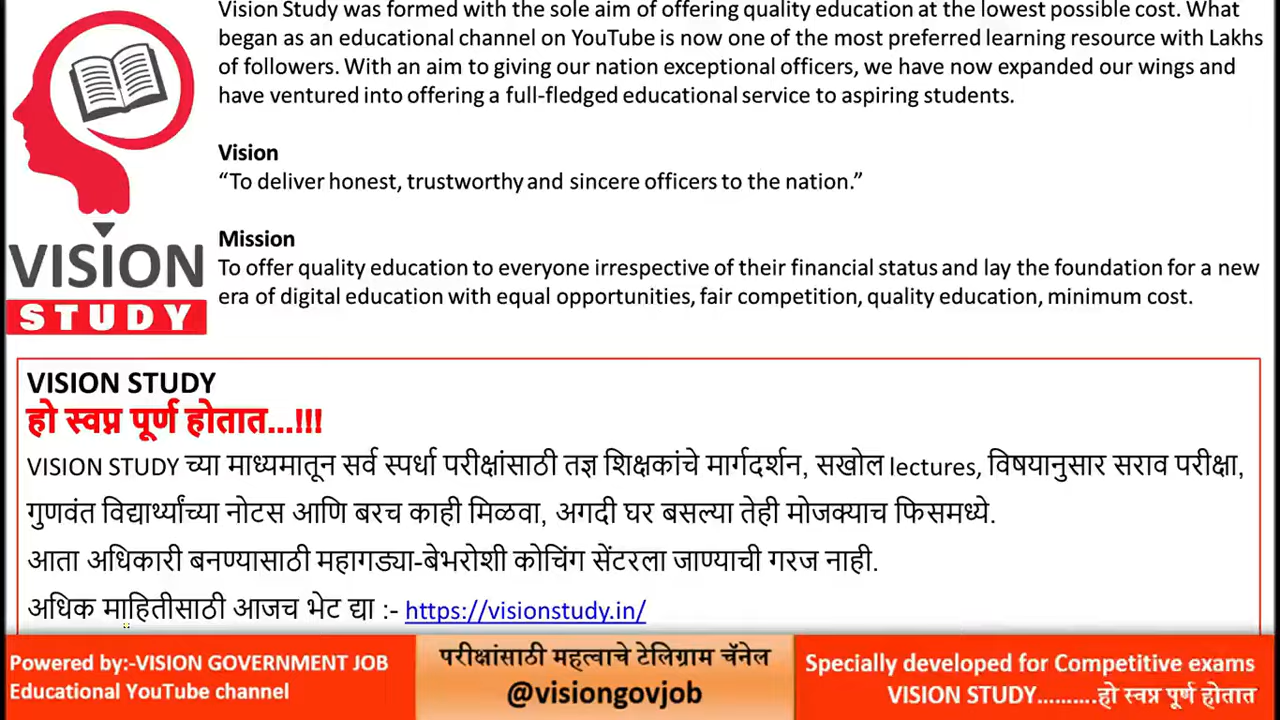 Vision Study was formed with the sole aim of offering quality education at the lowest possible cost. What
began as an educational channel on YouTube is now one of the most preferred learning resource with Lakhs
of followers. With an aim to giving our nation exceptional officers, we have now expanded our wings and
have ventured into offering a full-fledged educational service to aspiring students.
Vision
“To deliver honest, trustworthy and sincere officers to the nation.”
Mission
To offer quality education to everyone irrespective of their financial status and lay the foundation for a new
era of digital education with equal opportunities, fair competition, quality education, minimum cost.
VISION
STUDY
VISION STUDY
हो स्वप्न पूर्ण होतात...!!!
VISION STUDY च्या माध्यमातून सर्व स्पर्धा परीक्षांसाठी तज्ञ शिक्षकांचे मार्गदर्शन, सखोल lectures, विषयानुसार सराव परीक्षा,
गुणवंत विद्यार्थ्यांच्या नोटस आणि बरच काही मिळवा, अगदी घर बसल्या तेही मोजक्याच फिसमध्ये.
आता अधिकारी बनण्यासाठी महागड्या-बेभरोशी कोचिंग सेंटरला जाण्याची गरज नाही.
अधिक माहितीसाठी आजच भेट द्या :- https://visionstudy.in/
Powered by:-VISION GOVERNMENT JOB
Educational YouTube channel
परीक्षांसाठी महत्वाचे टेलिग्राम चॅनेल
@visiongovjob
Specially developed for Competitive exams
VISION STUDY..........हो स्वप्न पूर्ण होतात